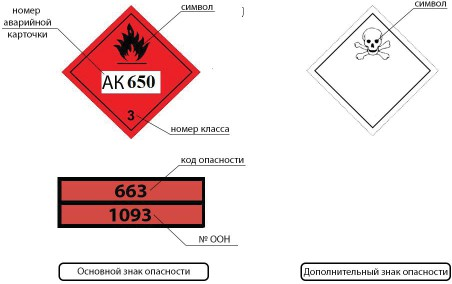 номер
аварийной
карточки
символ
)
АК 650
3
номер класса
код опасности
663
1093
№ ООН
Основной знак опасности
символ
Дополнительный знак опасности